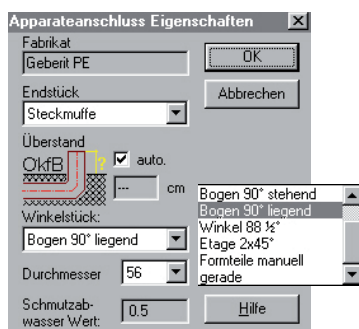 Apparateanschluss Eigenschaften
Fabrikat
Geberit PE
OK
Endstück
Abbrechen
Steckmuffe
Überstand
OkfB
?
auto.
---
cm
Winkelstück:
Bogen 90° liegend
Bogen 90° stehend
Bogen 90° liegend
Winkel 88 ½°
Etage 2x45°
Formteile manuell
gerade
Durchmesser
56
Schmutzab-
wasser Wert:
0.5
Hilfe